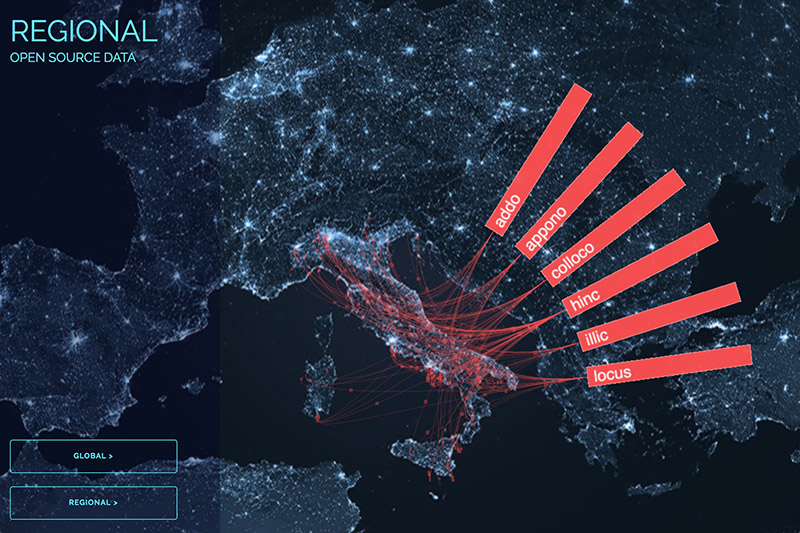 REGIONAL
OPEN SOURCE DATA
addo
appono
colloco
hinc
illic
locus
GLOBAL >
REGIONAL >